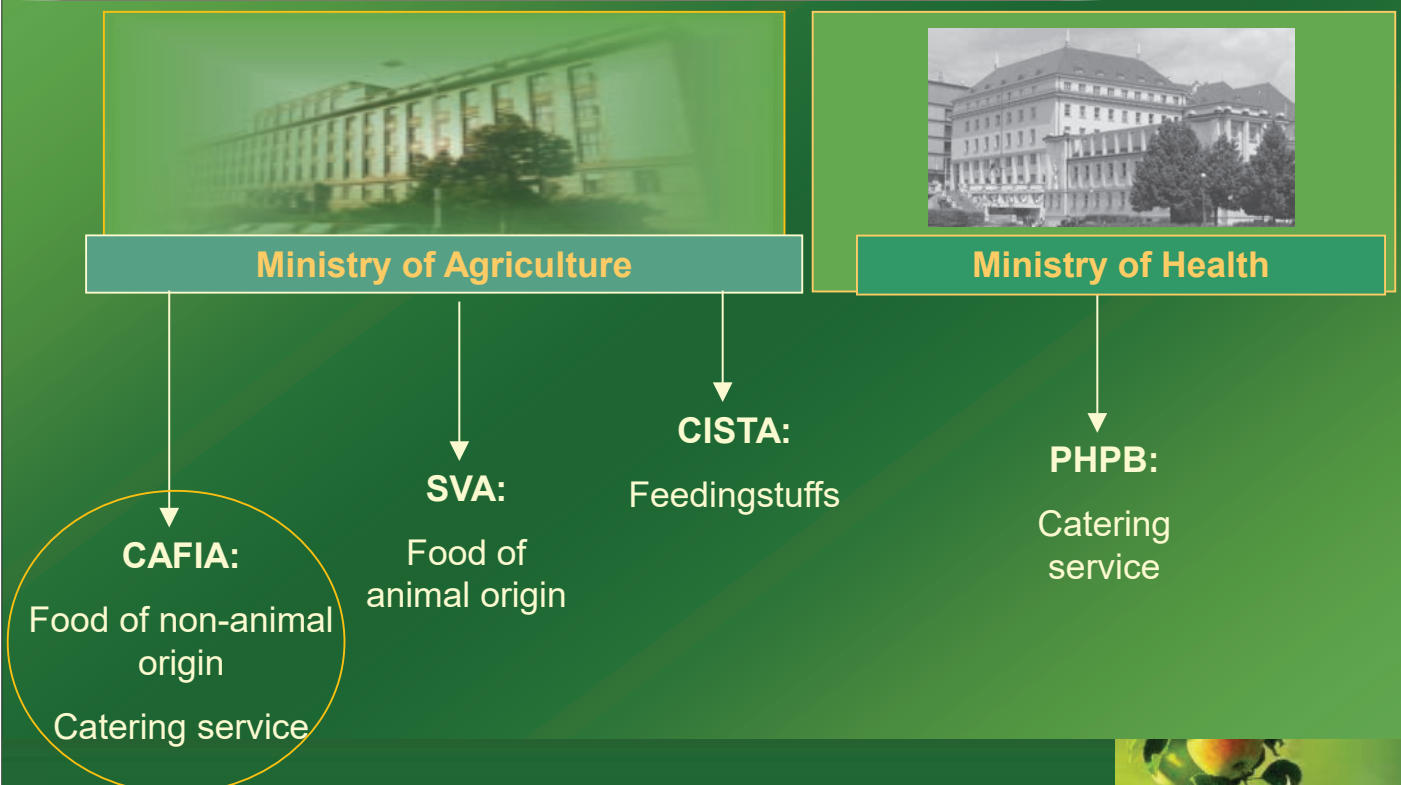 Ministry of Agriculture
Ministry of Health
CAFIA:
Food of non-animal
origin
Catering service
SVA:
Food of
animal origin
CISTA:
Feedingstuffs
PHPB:
Catering
service